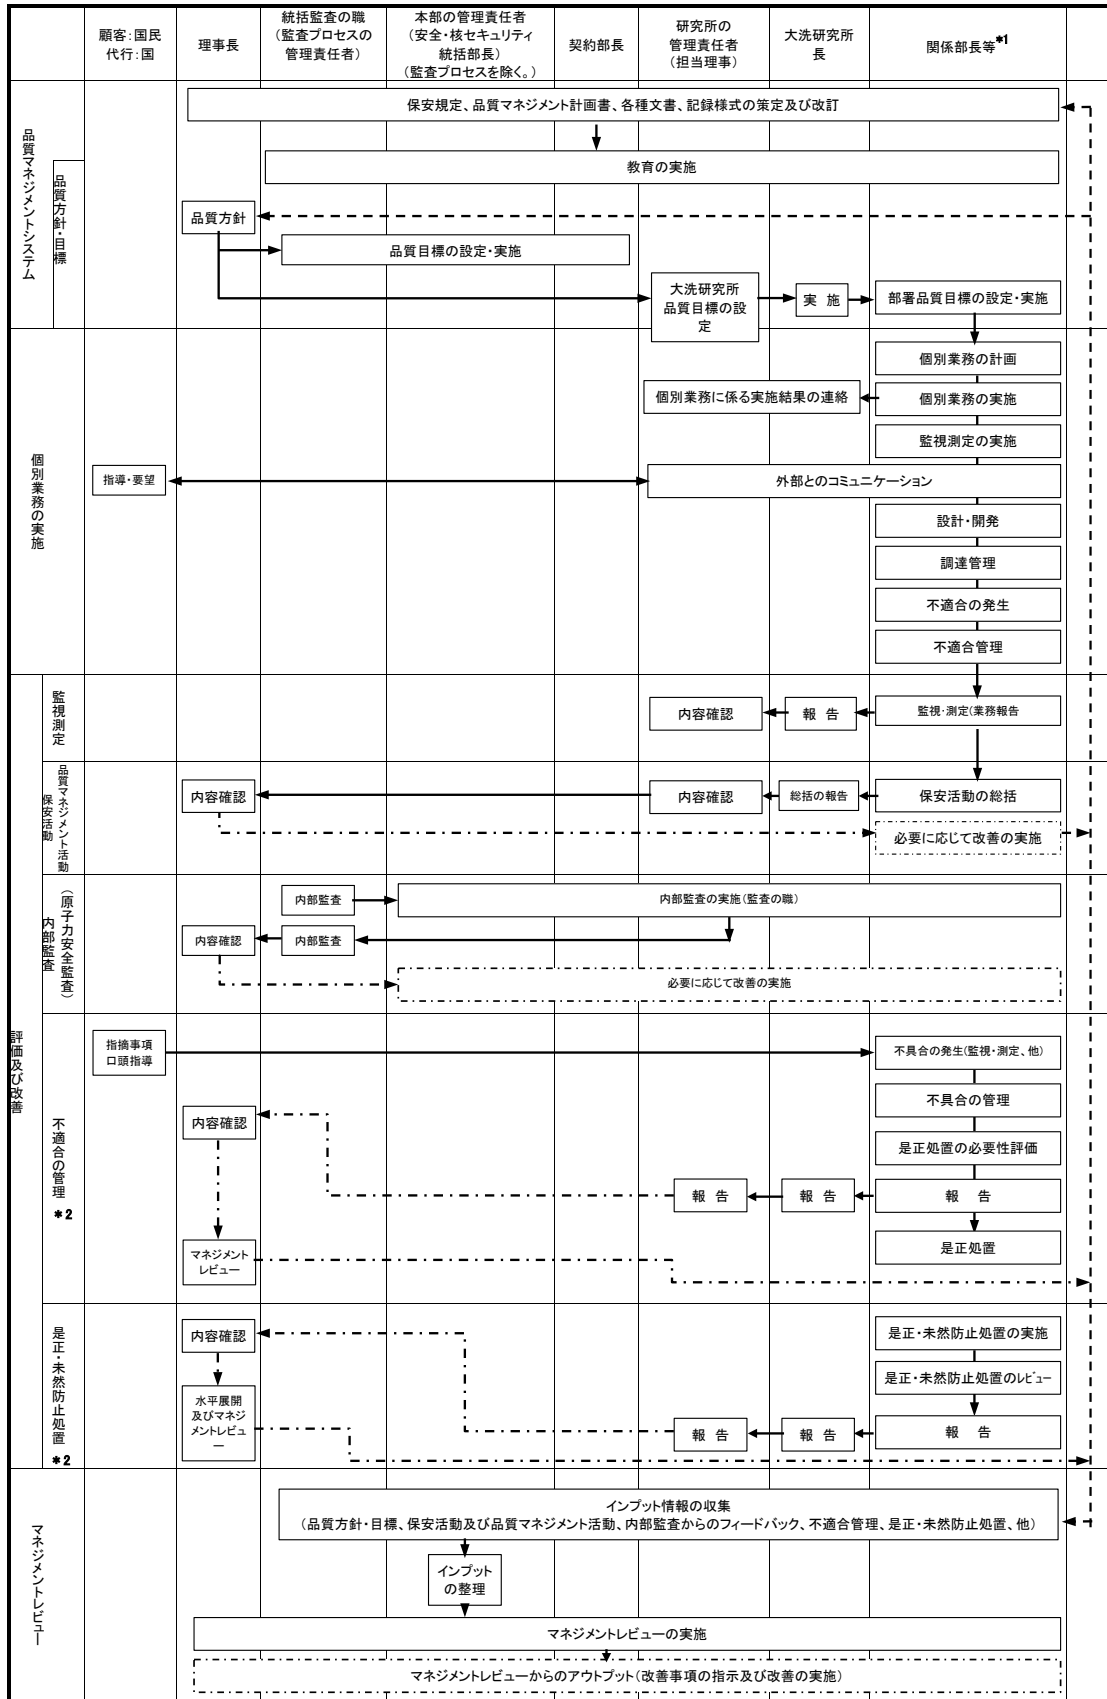 顧客：国民
代行：国
理事長
統括監査の職
（監査プロセスの
管理責任者）
本部の管理責任者
（安全・核セキュリティ
統括部長）
（監査プロセスを除く。）
契約部長
研究所の
管理責任者
（担当理事）
大洗研究所
長
関係部長等*1
品質マネジメントシステム
品質方針・目標
保安規定、品質マネジメント計画書、各種文書、記録様式の策定及び改訂
教育の実施
品質方針
品質目標の設定・実施
大洗研究所
品質目標の設
定
実 施
部署品質目標の設定・実施
個別業務の実施
個別業務の計画
個別業務に係る実施結果の連絡
個別業務の実施
監視測定の実施
指導・要望
外部とのコミュニケーション
設計・開発
調達管理
不適合の発生
不適合管理
評価及び改善
監視測定
内容確認
報 告
監視・測定（業務報告
品質マネジメント活動
保安活動
内容確認
内容確認
総括の報告
保安活動の総括
必要に応じて改善の実施
（原子力安全監査）
内部監査
内部監査
内部監査の実施（監査の職）
内容確認
内部監査
必要に応じて改善の実施
不適合の管理
*2
指摘事項
口頭指導
不具合の発生（監視・測定、他）
不具合の管理
内容確認
是正処置の必要性評価
報 告
報 告
報 告
是正処置
マネジメント
レビュー
是正・未然防止処置
*2
内容確認
是正・未然防止処置の実施
是正・未然防止処置のレビュー
水平展開
及びマネジ
メントレビュ
ー
報 告
報 告
報 告
マネジメントレビュー
インプット情報の収集
（品質方針・目標、保安活動及び品質マネジメント活動、内部監査からのフィードバック、不適合管理、是正・未然防止処置、他）
インプット
の整理
マネジメントレビューの実施
マネジメントレビューからのアウトプット（改善事項の指示及び改善の実施）